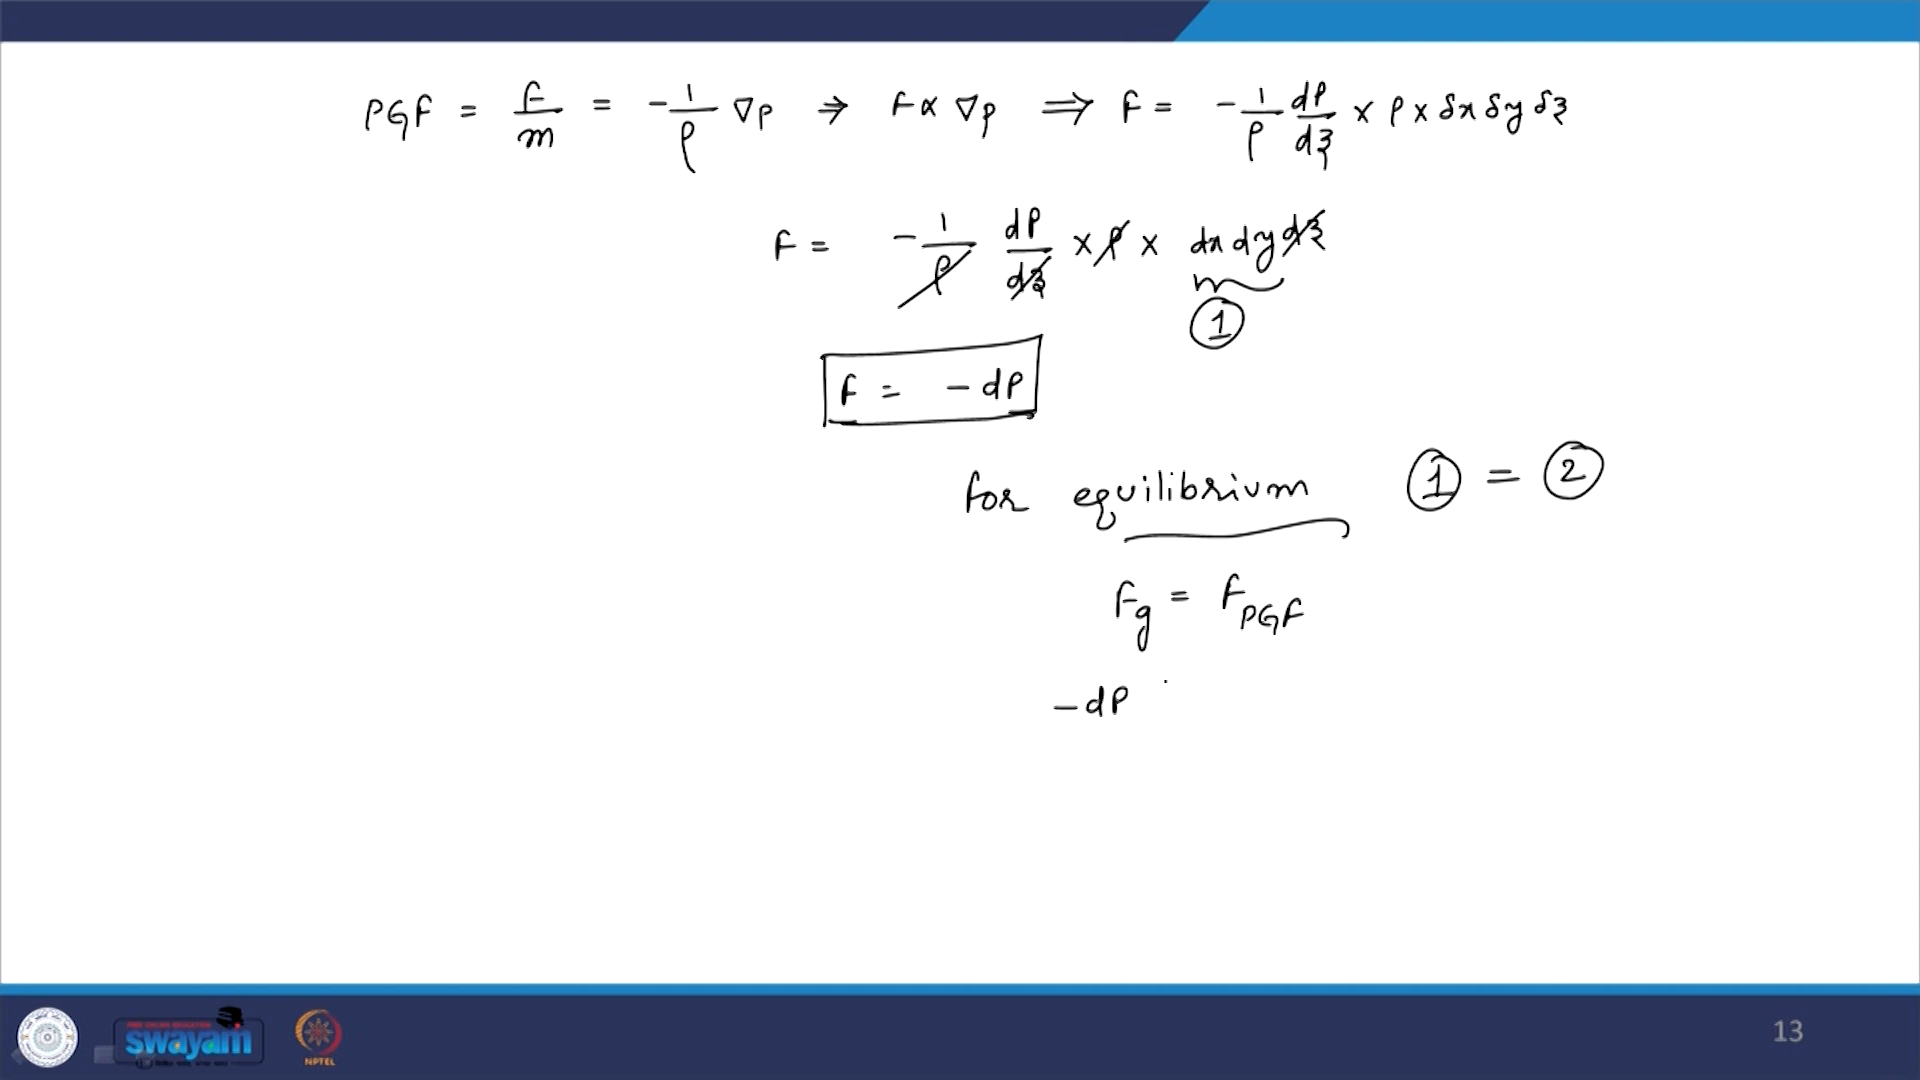 PGF = F/m = -1/ρ ∇p → F ∝ ∇p ⇒ F = -1/ρ dP/dz × ρ × δx δy δz
F = -1/ρ dP/dz × ρ × dx dy dz
①
F = -dP
for equilibrium ① = ②
Fg = F_PGF
-dP
swayam
NPTEL
13